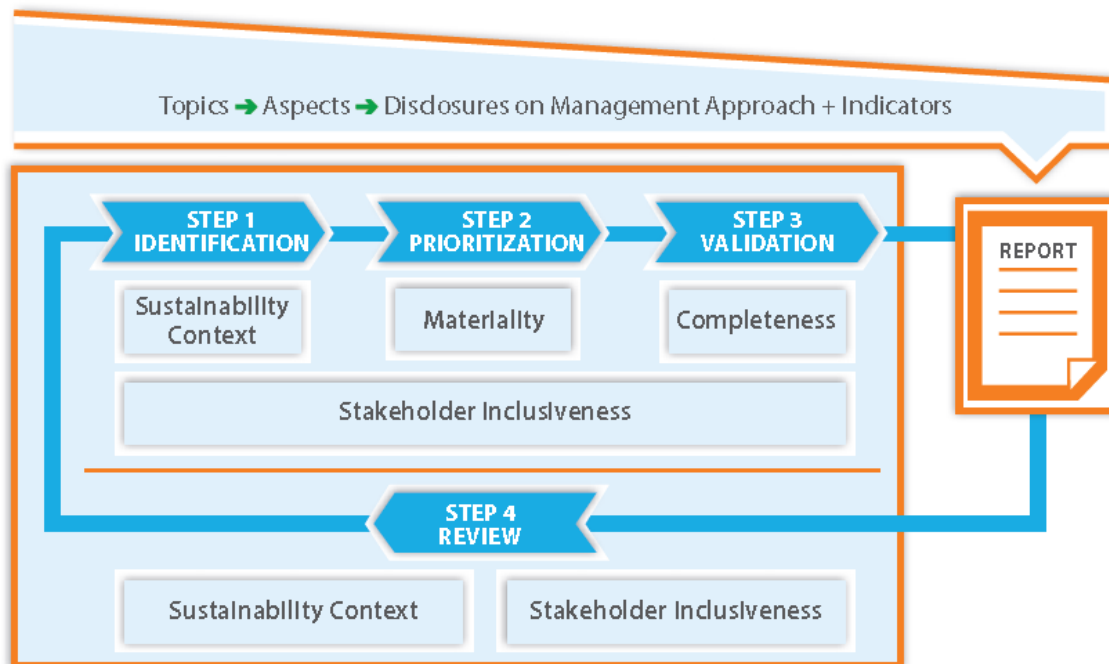 Topics ➔ Aspects ➔ Disclosures on Management Approach + Indicators
STEP 1
IDENTIFICATION
STEP 2
PRIORITIZATION
STEP 3
VALIDATION
REPORT
Sustainability
Context
Materiality
Completeness
Stakeholder Inclusiveness
STEP 4
REVIEW
Sustainability Context
Stakeholder Inclusiveness